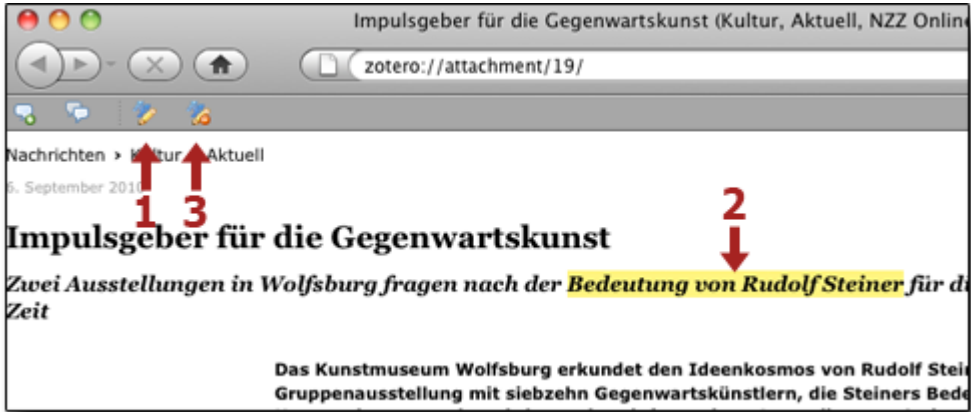 Impulsgeber für die Gegenwartskunst (Kultur, Aktuell, NZZ Online
zotero://attachment/19/
Nachrichten › Kultur › Aktuell
6. September 2010
1
3
2
Impulsgeber für die Gegenwartskunst
Zwei Ausstellungen in Wolfsburg fragen nach der Bedeutung von Rudolf Steiner für di
Zeit
Das Kunstmuseum Wolfsburg erkundet den Ideenkosmos von Rudolf Stei
Gruppenausstellung mit siebzehn Gegenwartskünstlern, die Steiners Bede